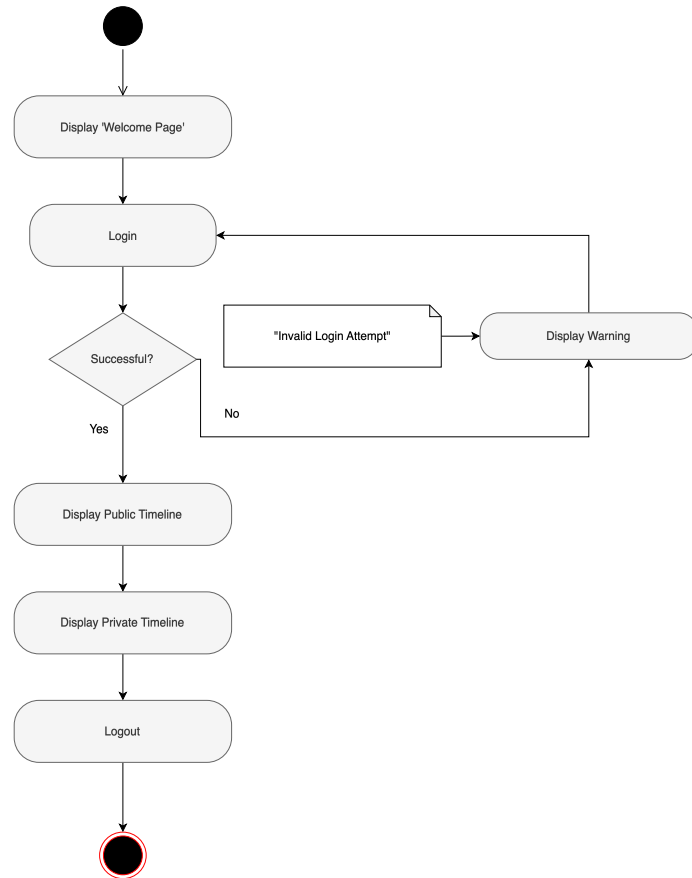 Display 'Welcome Page'
Login
Successful?
"Invalid Login Attempt"
Display Warning
No
Yes
Display Public Timeline
Display Private Timeline
Logout